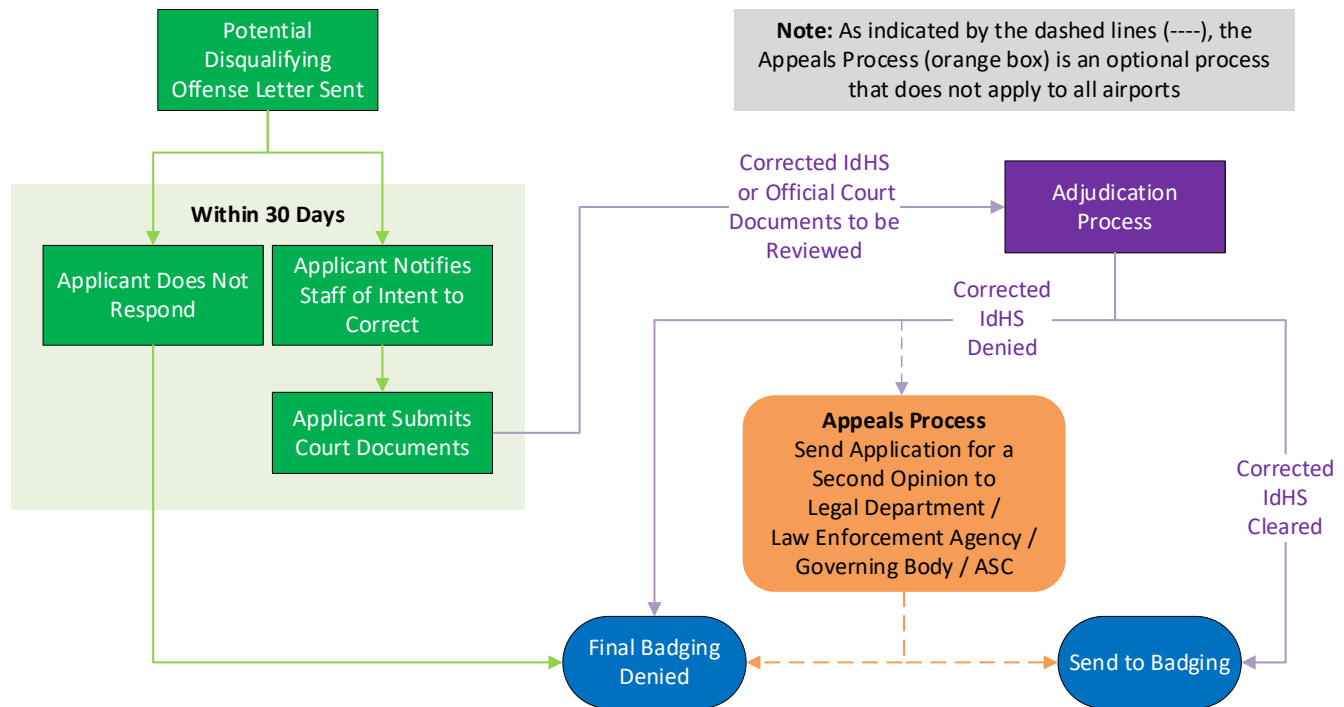 Potential
Disqualifying
Offense Letter Sent
Note: As indicated by the dashed lines (----), the
Appeals Process (orange box) is an optional process
that does not apply to all airports
Within 30 Days
Applicant Does Not
Respond
Applicant Notifies
Staff of Intent to
Correct
Applicant Submits
Court Documents
Corrected IdHS
or Official Court
Documents to be
Reviewed
Adjudication
Process
Corrected
IdHS
Denied
Appeals Process
Send Application for a
Second Opinion to
Legal Department /
Law Enforcement Agency /
Governing Body / ASC
Corrected
IdHS
Cleared
Final Badging
Denied
Send to Badging